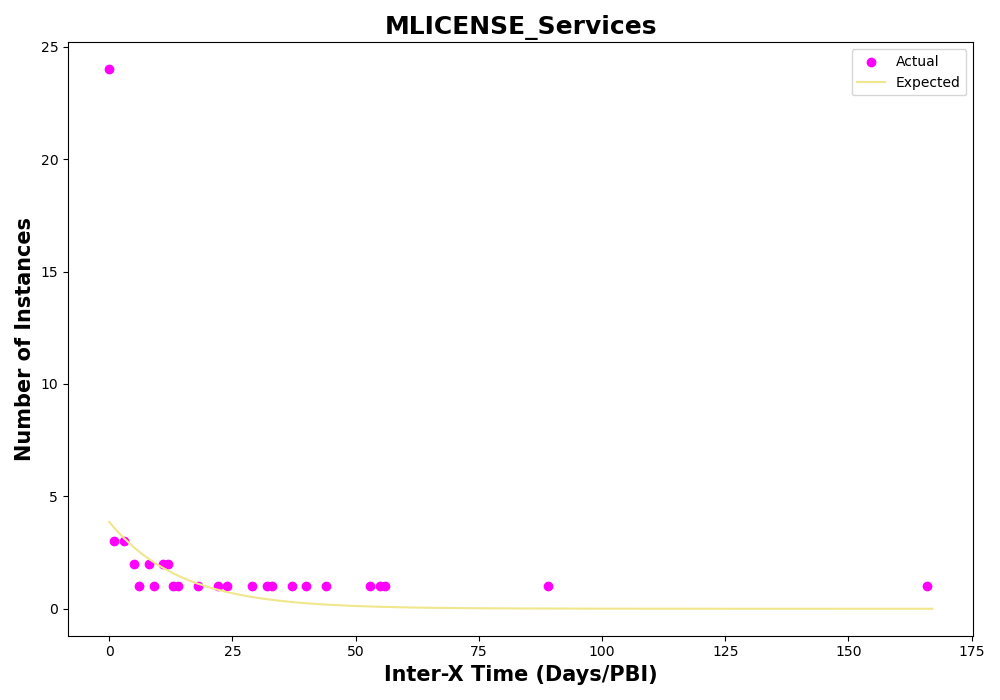 MLICENSE_Services
Actual
Expected
Number of Instances
25
20
15
10
5
0
0 25 50 75 100 125 150 175
Inter-X Time (Days/PBI)